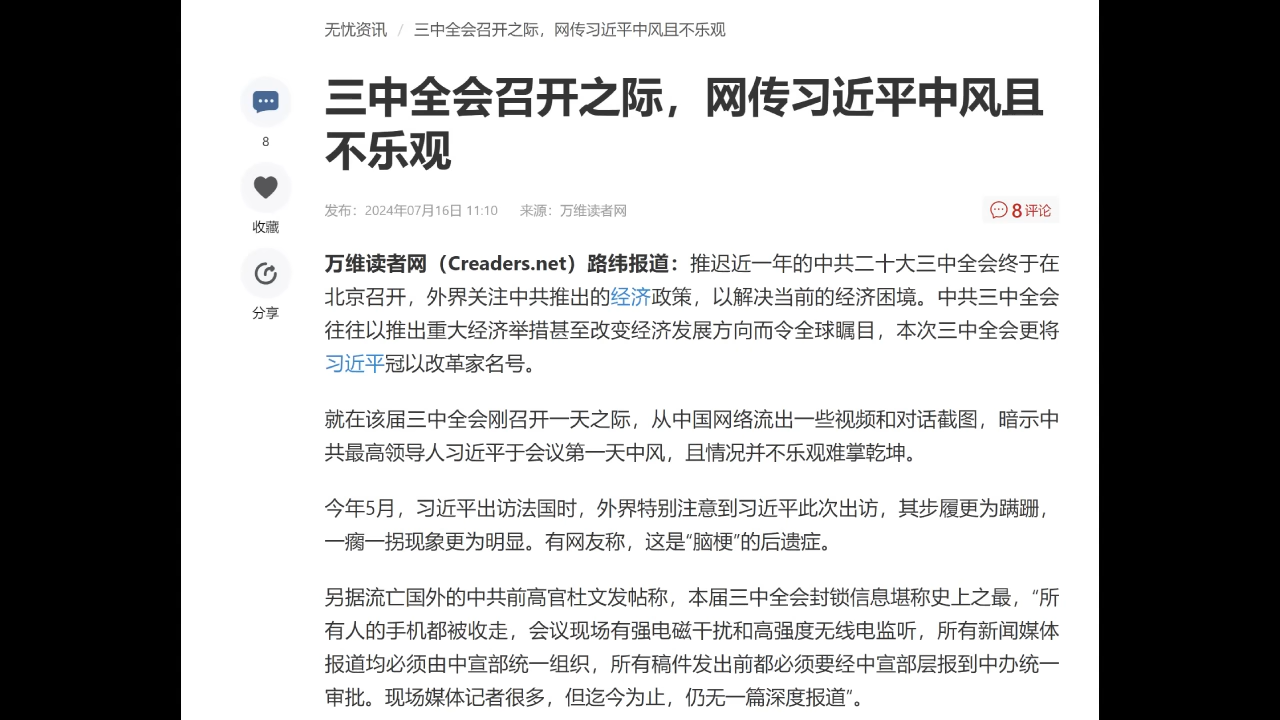 无忧资讯 / 三中全会召开之际，网传习近平中风且不乐观
三中全会召开之际，网传习近平中风且
不乐观
8
收藏
分享
发布：2024年07月16日 11:10 来源：万维读者网
8评论
万维读者网（Creaders.net）路纬报道：推迟近一年的中共二十大三中全会终于在
北京召开，外界关注中共推出的经济政策，以解决当前的经济困境。中共三中全会
往往以推出重大经济举措甚至改变经济发展方向而令全球瞩目，本次三中全会更将
习近平冠以改革家名号。
就在该届三中全会刚召开一天之际，从中国网络流出一些视频和对话截图，暗示中
共最高领导人习近平于会议第一天中风，且情况并不乐观难掌乾坤。
今年5月，习近平出访法国时，外界特别注意到习近平此次出访，其步履更为蹒跚，
一瘸一拐现象更为明显。有网友称，这是“脑梗”的后遗症。
另据流亡国外的中共前高官杜文发帖称，本届三中全会封锁信息堪称史上之最，“所
有人的手机都被收走，会议现场有强电磁干扰和高强度无线电监听，所有新闻媒体
报道均必须由中宣部统一组织，所有稿件发出前都必须要经中宣部层报到中办统一
审批。现场媒体记者很多，但迄今为止，仍无一篇深度报道”。